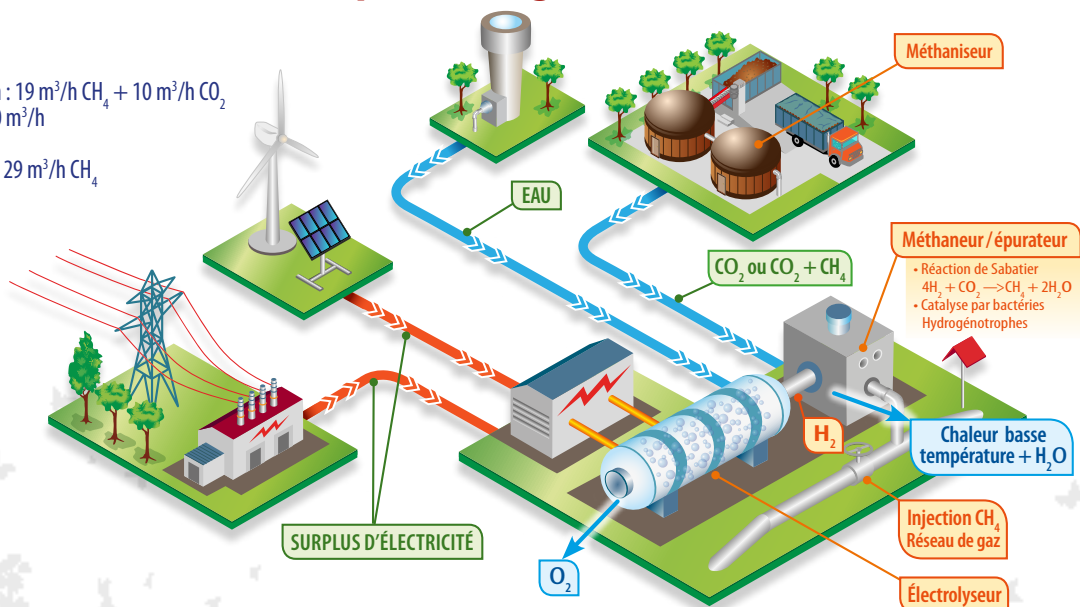 : 19 m³/h CH₄ + 10 m³/h CO₂
m³/h
29 m³/h CH₄
Méthaniseur
EAU
CO₂ ou CO₂ + CH₄
Méthaneur / épurateur
• Réaction de Sabatier
4H₂ + CO₂ —>CH₄ + 2H₂O
• Catalyse par bactéries
Hydrogénotrophes
H₂
Chaleur basse
température + H₂O
SURPLUS D'ÉLECTRICITÉ
Injection CH₄
Réseau de gaz
O₂
Électrolyseur